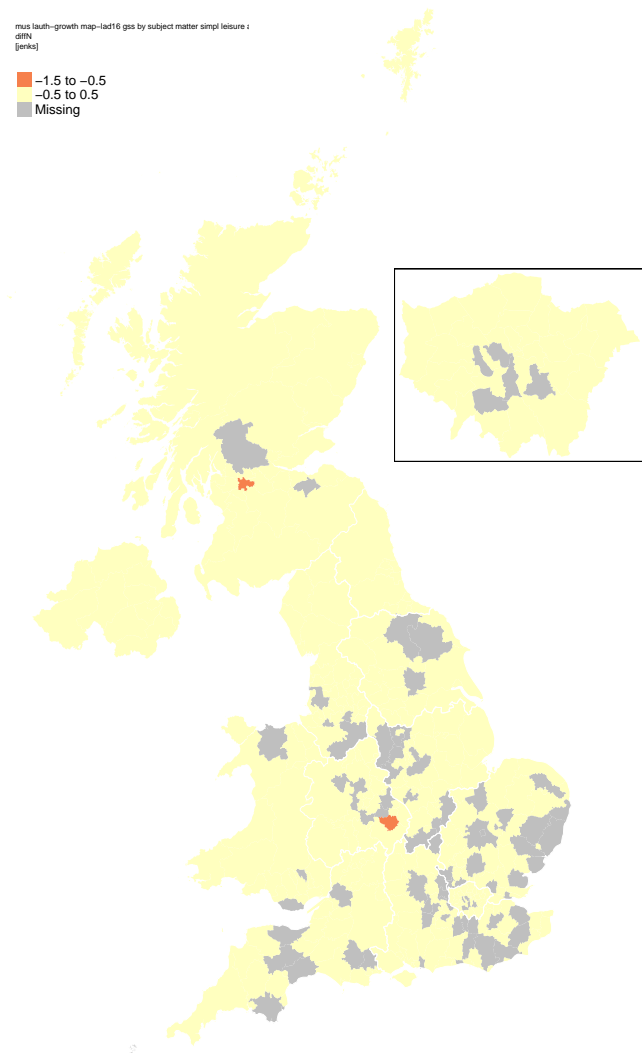 mus lauth-growth map-lad16 gss by subject matter simpl leisure
diffN
[jenks]
-1.5 to -0.5
-0.5 to 0.5
Missing